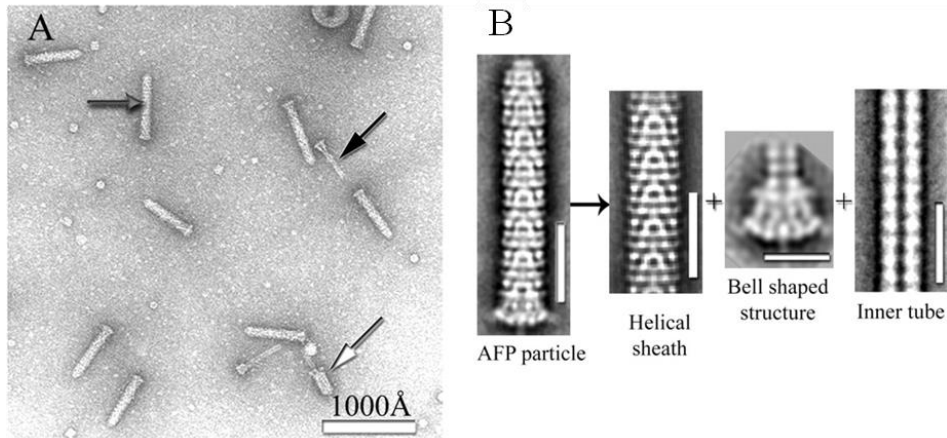 A
B
1000Å
AFP particle
Helical
sheath
Bell shaped
structure
Inner tube